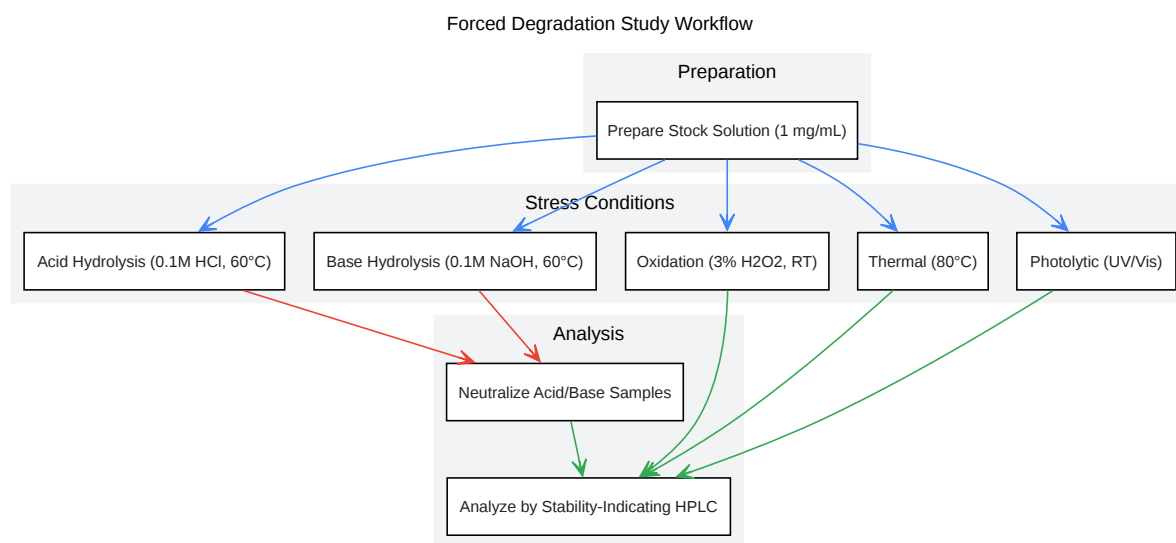 Forced Degradation Study Workflow
Preparation
Prepare Stock Solution (1 mg/mL)
Stress Conditions
Acid Hydrolysis (0.1M HCl, 60°C)
Base Hydrolysis (0.1M NaOH, 60°C)
Oxidation (3% H2O2, RT)
Thermal (80°C)
Photolytic (UV/Vis)
Analysis
Neutralize Acid/Base Samples
Analyze by Stability-Indicating HPLC